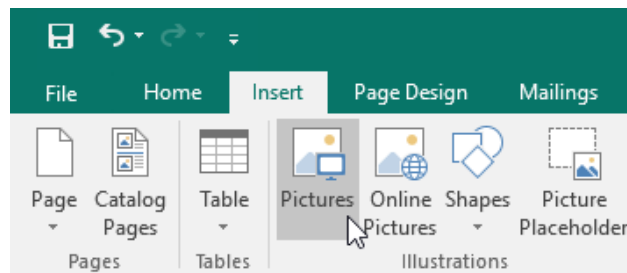 File Home Insert Page Design Mailings
Page Catalog Pages Table Pictures Online Pictures Shapes Picture Placeholder
Pages Tables Illustrations